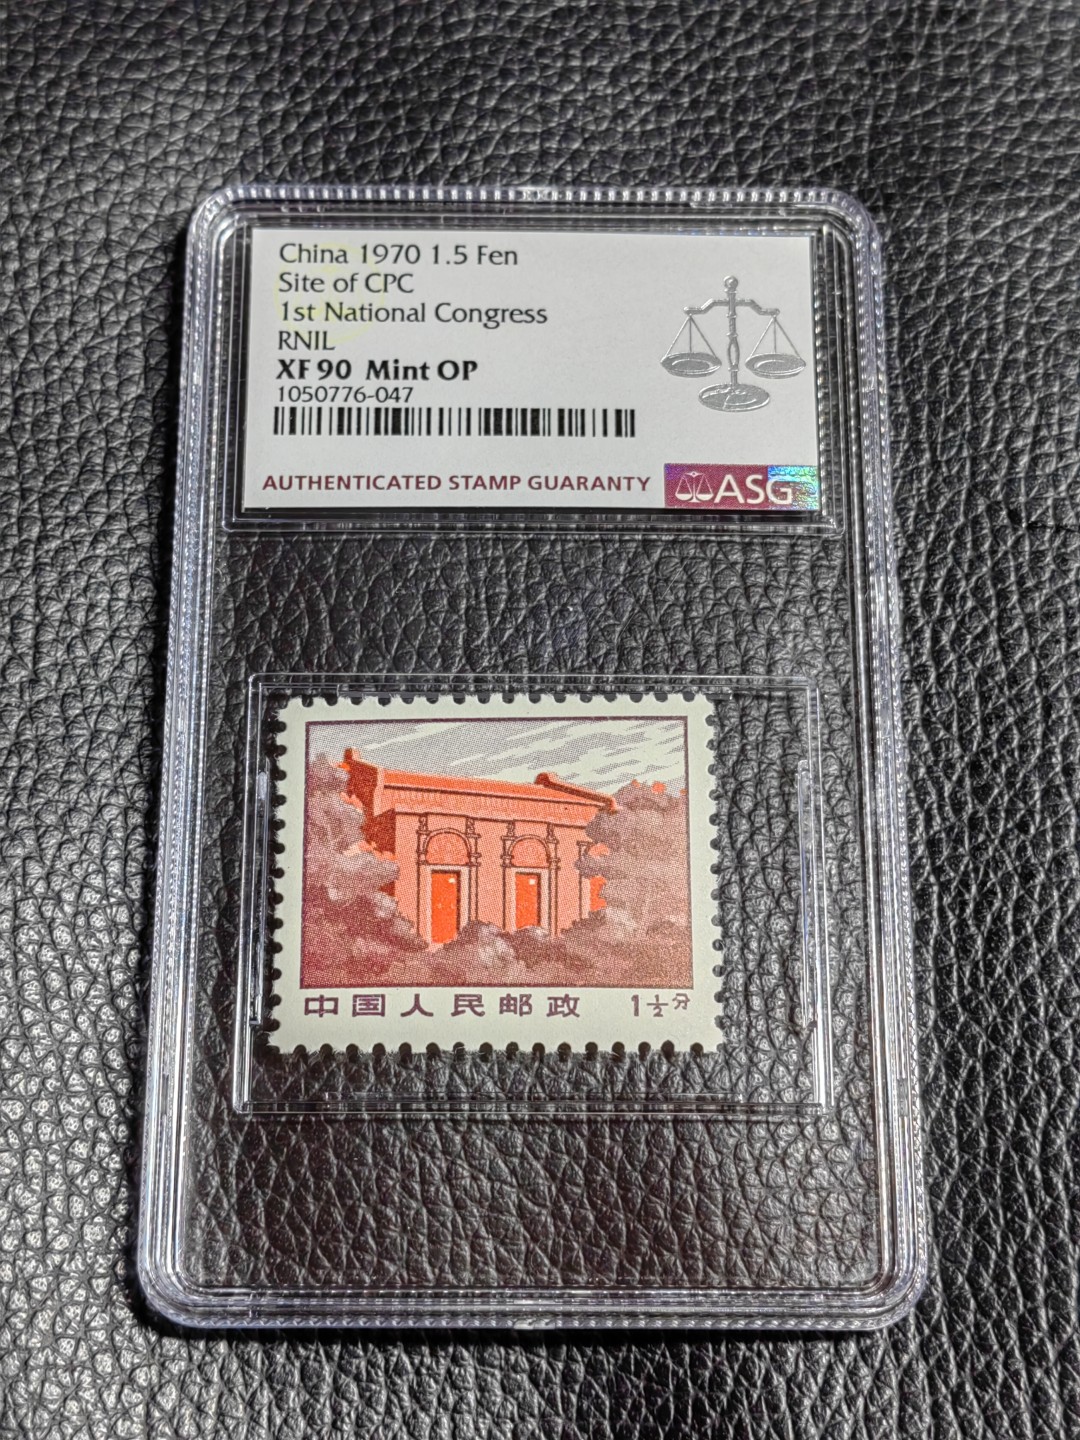 China 1970 1.5 Fen
Site of CPC
1st National Congress
RNIL
XF 90 Mint OP
1050776-047
AUTHENTICATED STAMP GUARANTY
ASG
中国人民邮政 1½分